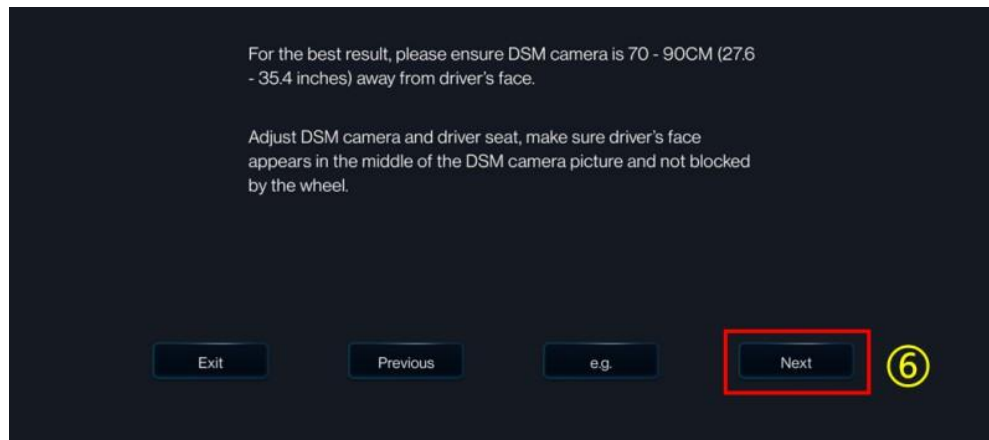 For the best result, please ensure DSM camera is 70 - 90CM (27.6
- 35.4 inches) away from driver's face.
Adjust DSM camera and driver seat, make sure driver's face
appears in the middle of the DSM camera picture and not blocked
by the wheel.
Exit Previous e.g. Next ⑥